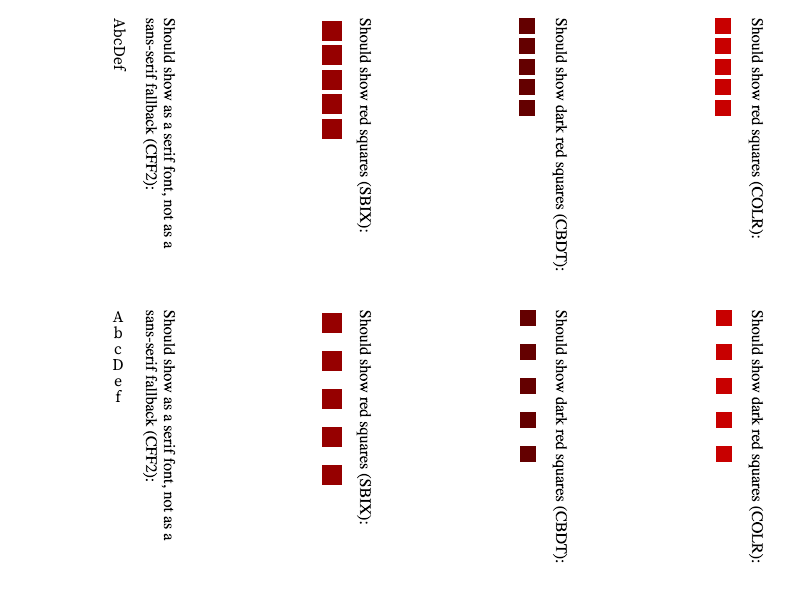 Should show red squares (COLR):
Should show dark red squares (CBDT):
Should show red squares (SBIX):
Should show as a serif font, not as a
sans-serif fallback (CFF2):
AbcDef
Should show dark red squares (COLR):
Should show dark red squares (CBDT):
Should show red squares (SBIX):
Should show as a serif font, not as a
sans-serif fallback (CFF2):
AbcDef